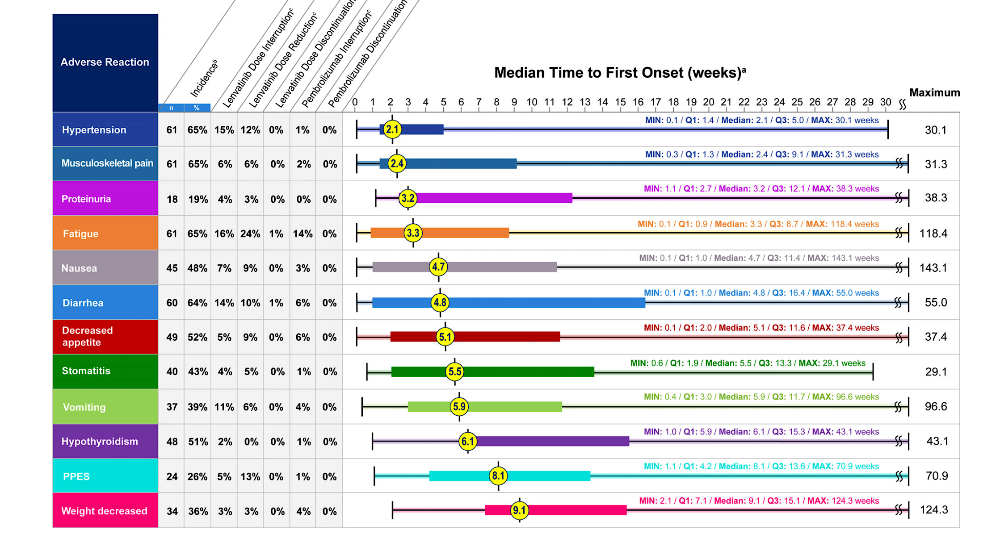 Adverse Reaction
Incidenceᵇ
Lenvatinib Dose Interruptionᶜ
Lenvatinib Dose Reductionᶜ
Lenvatinib Dose Discontinuation
Pembrolizumab Interruptionᶜ
Pembrolizumab Discontinuation
Median Time to First Onset (weeks)ᵃ
Maximum
n %
0 1 2 3 4 5 6 7 8 9 10 11 12 13 14 15 16 17 18 19 20 21 22 23 24 25 26 27 28 29 30
Hypertension 61 65% 15% 12% 0% 1% 0%
MIN: 0.1 / Q1: 1.4 / Median: 2.1 / Q3: 5.0 / MAX: 30.1 weeks
2.1
30.1
Musculoskeletal pain 61 65% 6% 6% 0% 2% 0%
MIN: 0.3 / Q1: 1.3 / Median: 2.4 / Q3: 9.1 / MAX: 31.3 weeks
2.4
31.3
Proteinuria 18 19% 4% 3% 0% 0% 0%
MIN: 1.1 / Q1: 2.7 / Median: 3.2 / Q3: 12.1 / MAX: 38.3 weeks
3.2
38.3
Fatigue 61 65% 16% 24% 1% 14% 0%
MIN: 0.1 / Q1: 0.9 / Median: 3.3 / Q3: 8.7 / MAX: 118.4 weeks
3.3
118.4
Nausea 45 48% 7% 9% 0% 3% 0%
MIN: 0.1 / Q1: 1.0 / Median: 4.7 / Q3: 11.4 / MAX: 143.1 weeks
4.7
143.1
Diarrhea 60 64% 14% 10% 1% 6% 0%
MIN: 0.1 / Q1: 1.0 / Median: 4.8 / Q3: 16.4 / MAX: 55.0 weeks
4.8
55.0
Decreased
appetite
49 52% 5% 9% 0% 6% 0%
MIN: 0.1 / Q1: 2.0 / Median: 5.1 / Q3: 11.6 / MAX: 37.4 weeks
5.1
37.4
Stomatitis 40 43% 4% 5% 0% 1% 0%
MIN: 0.6 / Q1: 1.9 / Median: 5.5 / Q3: 13.3 / MAX: 29.1 weeks
5.5
29.1
Vomiting 37 39% 11% 6% 0% 4% 0%
MIN: 0.4 / Q1: 3.0 / Median: 5.9 / Q3: 11.7 / MAX: 96.6 weeks
5.9
96.6
Hypothyroidism 48 51% 2% 0% 0% 1% 0%
MIN: 1.0 / Q1: 5.9 / Median: 6.1 / Q3: 15.3 / MAX: 43.1 weeks
6.1
43.1
PPES 24 26% 5% 13% 0% 1% 0%
MIN: 1.1 / Q1: 4.2 / Median: 8.1 / Q3: 13.6 / MAX: 70.9 weeks
8.1
70.9
Weight decreased 34 36% 3% 3% 0% 4% 0%
MIN: 2.1 / Q1: 7.1 / Median: 9.1 / Q3: 15.1 / MAX: 124.3 weeks
9.1
124.3